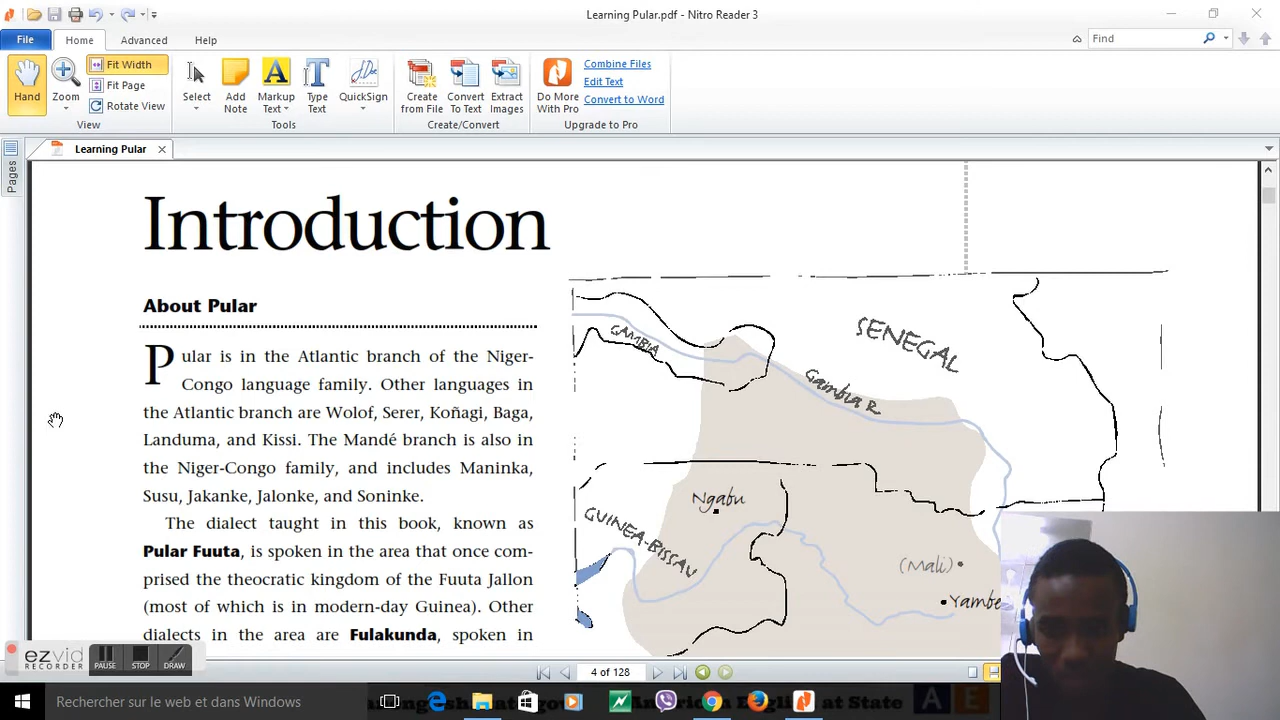 Learning Pular.pdf - Nitro Reader 3
File Home Advanced Help
Find
Hand
Zoom
Fit Width
Fit Page
Rotate View
View
Select
Add Note
Markup Text
Type Text
QuickSign
Tools
Create from File
Convert To Text
Extract Images
Create/Convert
Do More With Pro
Combine Files
Edit Text
Convert to Word
Upgrade to Pro
Learning Pular
Pages
Introduction
About Pular
Pular is in the Atlantic branch of the Niger-
Congo language family. Other languages in
the Atlantic branch are Wolof, Serer, Koñagi, Baga,
Landuma, and Kissi. The Mandé branch is also in
the Niger-Congo family, and includes Maninka,
Susu, Jakanke, Jalonke, and Soninke.
The dialect taught in this book, known as
Pular Fuuta, is spoken in the area that once com-
prised the theocratic kingdom of the Fuuta Jallon
(most of which is in modern-day Guinea). Other
dialects in the area are Fulakunda, spoken in
GAMBIA
SENEGAL
Gambia R
Ngabu
GUINEA-BISSAU
(Mali)
Yambe
ezvid
RECORDER
PAUSE
STOP
DRAW
4 of 128
Rechercher sur le web et dans Windows
American English at State
A E